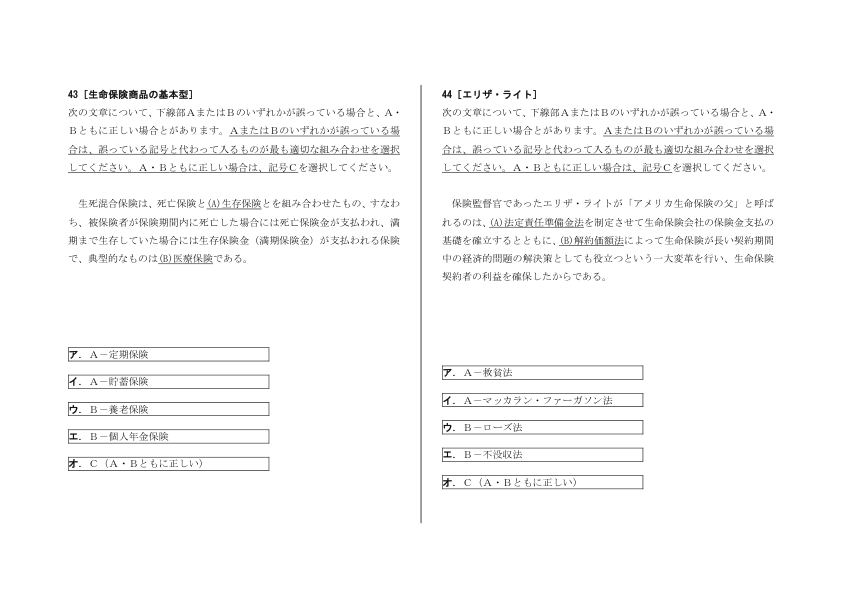 43［生命保険商品の基本型］
次の文章について、下線部ＡまたはＢのいずれかが誤っている場合と、Ａ・
Ｂともに正しい場合とがあります。ＡまたはＢのいずれかが誤っている場
合は、誤っている記号と代わって入るものが最も適切な組み合わせを選択
してください。Ａ・Ｂともに正しい場合は、記号Ｃを選択してください。
生死混合保険は、死亡保険と(A)生存保険とを組み合わせたもの、すなわ
ち、被保険者が保険期間内に死亡した場合には死亡保険金が支払われ、満
期まで生存していた場合には生存保険金（満期保険金）が支払われる保険
で、典型的なものは(B)医療保険である。
ア．Ａ－定期保険
イ．Ａ－貯蓄保険
ウ．Ｂ－養老保険
エ．Ｂ－個人年金保険
オ．Ｃ（Ａ・Ｂともに正しい）
44［エリザ・ライト］
次の文章について、下線部ＡまたはＢのいずれかが誤っている場合と、Ａ・
Ｂともに正しい場合とがあります。ＡまたはＢのいずれかが誤っている場
合は、誤っている記号と代わって入るものが最も適切な組み合わせを選択
してください。Ａ・Ｂともに正しい場合は、記号Ｃを選択してください。
保険監督官であったエリザ・ライトが「アメリカ生命保険の父」と呼ば
れるのは、(A)法定責任準備金法を制定させて生命保険会社の保険金支払の
基礎を確立するとともに、(B)解約価額法によって生命保険が長い契約期間
中の経済的問題の解決策としても役立つという一大変革を行い、生命保険
契約者の利益を確保したからである。
ア．Ａ－救貧法
イ．Ａ－マッカラン・ファーガソン法
ウ．Ｂ－ローズ法
エ．Ｂ－不没収法
オ．Ｃ（Ａ・Ｂともに正しい）